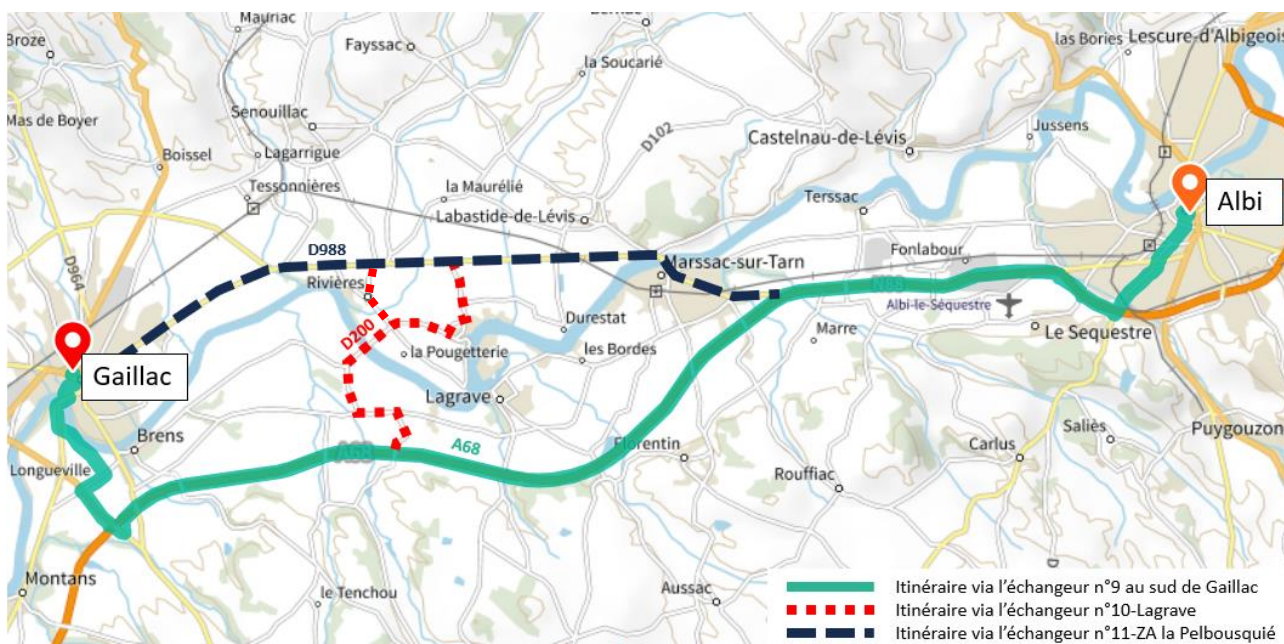 Mauriac
Broze
Fayssac
la Soucarié
las Bories
Lescure-d'Albigeois
Mas de Boyer
Senouillac
D102
Castelnau-de-Lévis
Jussens
Boissel
Lagarrigue
Tessonnières
la Maurélié
Terssac
Albi
Labastide-de-Lévis
D988
D964
Marssac-sur-Tarn
Fonlabour
Rivières
N88
Albi-le-Séquestre
D200
Durestat
Marre
Le Sequestre
la Pougetterie
les Bordes
Gaillac
Lagrave
Brens
A68
A68
Florentin
Carlus
Saliès
Puygouzon
Longueville
Rouffiac
Montans
le Tenchou
Aussac
D
Itinéraire via l'échangeur n°9 au sud de Gaillac
Itinéraire via l'échangeur n°10-Lagrave
Itinéraire via l'échangeur n°11-ZA la Pelbousquié